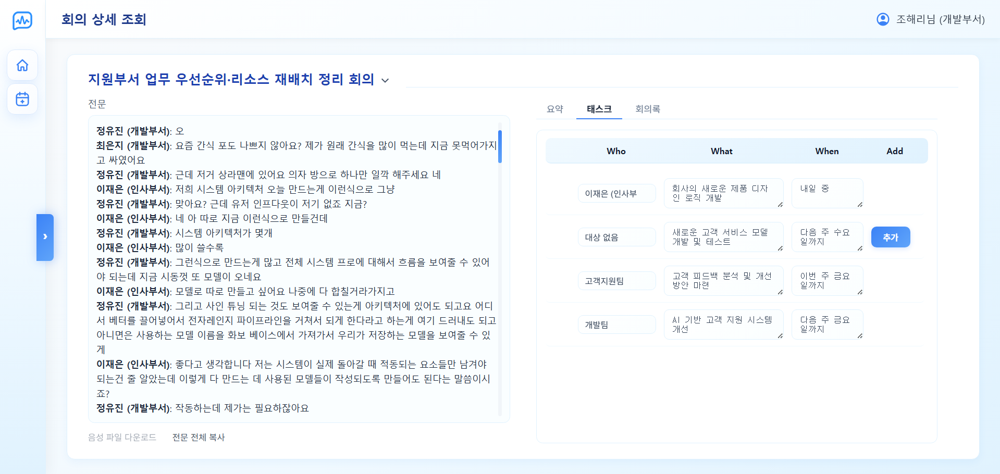 회의 상세 조회
조해리님 (개발부서)
지원부서 업무 우선순위·리소스 재배치 정리 회의
전문
정유진 (개발부서): 오
최은지 (개발부서): 요즘 간식 포도 나쁘지 않아요? 제가 원래 간식을 많이 먹는데 지금 못먹어가지
고 싸였어요
정유진 (개발부서): 근데 저거 상라맨에 있어요 의자 방으로 하나만 일깍 해주세요 네
이재은 (인사부서): 저희 시스템 아키텍처 오늘 만드는게 이런식으로 그냥
정유진 (개발부서): 맞아요? 근데 유저 인프다웃이 저기 없죠 지금?
이재은 (인사부서): 네 아 따로 지금 이런식으로 만들건데
정유진 (개발부서): 시스템 아키텍처가 몇개
이재은 (인사부서): 많이 쓸수록
정유진 (개발부서): 그런식으로 만드는게 많고 전체 시스템 프로에 대해서 흐름을 보여줄 수 있어
야 되는데 지금 시동껏 또 모델이 오네요
이재은 (인사부서): 모델로 따로 만들고 싶어요 나중에 다 합칠거라가지고
정유진 (개발부서): 그리고 사인 튜닝 되는 것도 보여줄 수 있는게 아키텍처에 있어도 되고요 어디
서 베터를 끌어넣어서 전자레인지 파이프라인을 거쳐서 되게 한다라고 하는게 여기 드러내도 되고
아니면은 사용하는 모델 이름을 화보 베이스에서 가져가서 우리가 저장하는 모델을 보여줄 수 있
게
이재은 (인사부서): 좋다고 생각합니다 저는 시스템이 실제 돌아갈 때 적동되는 요소들만 남겨야
되는건 줄 알았는데 이렇게 다 만드는 데 사용된 모델들이 작성되도록 만들어도 된다는 말씀이시
죠?
정유진 (개발부서): 작동하는데 제가는 필요하잖아요
음성 파일 다운로드 전문 전체 복사
요약 태스크 회의록
Who What When Add
이재은 (인사부 회사의 새로운 제품 디자 내일 중
인 로직 개발
대상 없음 새로운 고객 서비스 모델 다음 주 수요 추가
개발 및 테스트 일까지
고객지원팀 고객 피드백 분석 및 개선 이번 주 금요
방안 마련 일까지
개발팀 AI 기반 고객 지원 시스템 다음 주 금요
개선 일까지